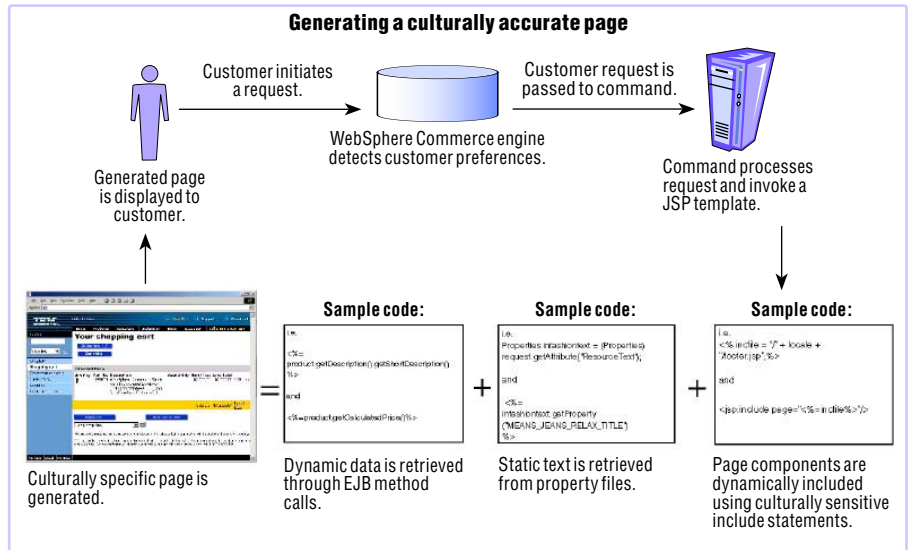 Generating a culturally accurate page
Customer initiates
a request.
Customer request is
passed to command.
WebSphere Commerce engine
detects customer preferences.
Generated page
is displayed to
customer.
Command processes
request and invoke a
JSP template.
Your shopping cart
Sample code:
i.e.
<%=
product.getDescription().getShortDescription()
%>
and
<%=product.getCalculatedPrice()%>
Sample code:
i.e.
Properties infashiontext = (Properties)
request.getAttribute("ResourceText");
and
<%=
infashiontext.getProperty
("MEANS_JEANS_RELAX_TITLE")
%>
Sample code:
i.e.
<% incfile = "/" + locale +
"/footer.jsp";%>
and
<jsp:include page="<%=incfile%>"/>
=
+
+
Culturally specific page is
generated.
Dynamic data is retrieved
through EJB method
calls.
Static text is retrieved
from property files.
Page components are
dynamically included
using culturally sensitive
include statements.